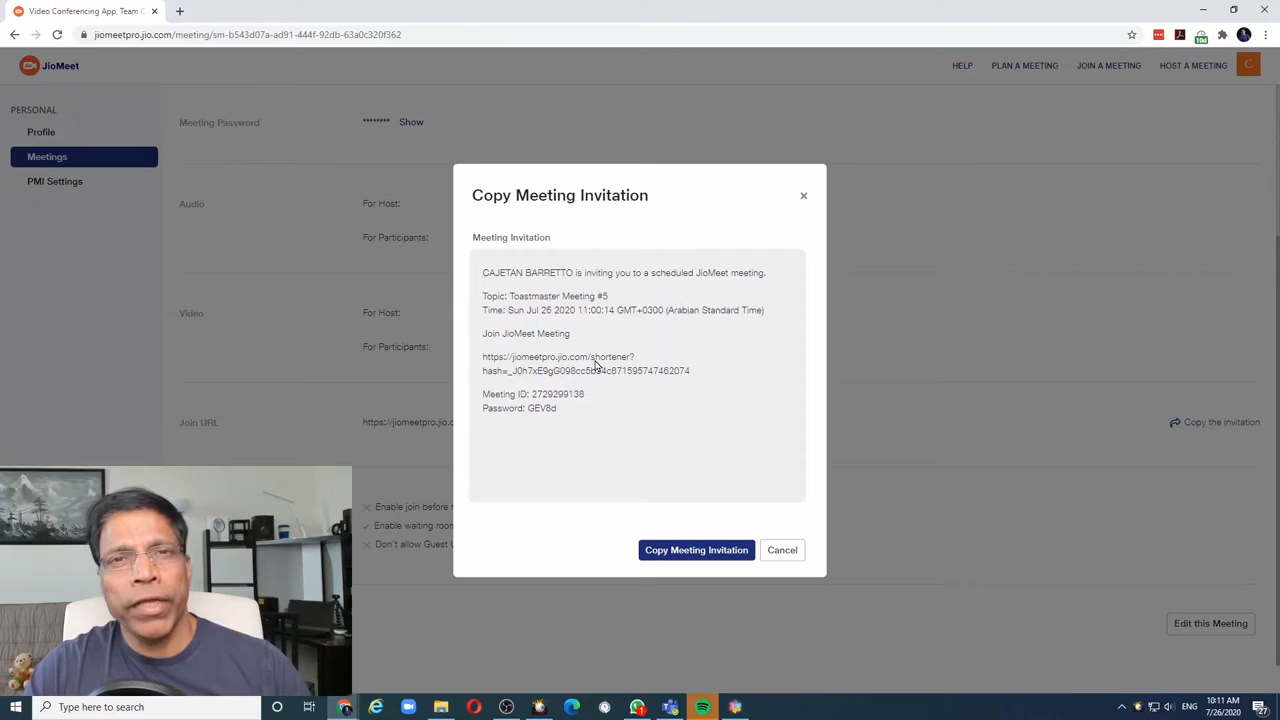 Video Conferencing App, Team C
jiomeetpro.jio.com/meeting/sm-b543d07a-ad91-444f-92db-63a0c320f362
10d
JioMeet
HELP
PLAN A MEETING
JOIN A MEETING
HOST A MEETING
C
PERSONAL
Profile
Meetings
PMI Settings
Meeting Password
******** Show
Audio
For Host:
For Participants:
Video
For Host:
For Participants:
Join URL
https://jiomeetpro.jio.c
Copy the invitation
Enable join before h
Enable waiting room
Don't allow Guest U
Edit this Meeting
Copy Meeting Invitation
×
Meeting Invitation
CAJETAN BARRETTO is inviting you to a scheduled JioMeet meeting.
Topic: Toastmaster Meeting #5
Time: Sun Jul 26 2020 11:00:14 GMT+0300 (Arabian Standard Time)
Join JioMeet Meeting
https://jiomeetpro.jio.com/shortener?
Meeting ID: 2729299138
Password: GEV8d
Copy Meeting Invitation
Cancel
Type here to search
1
ENG
10:11 AM
7/26/2020
27